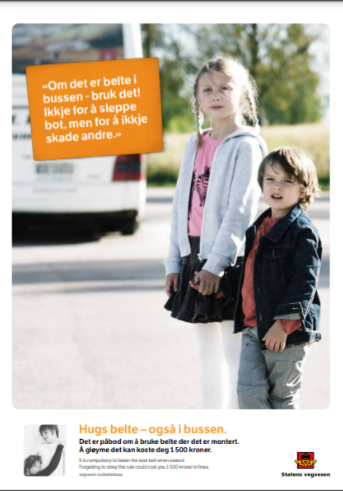 «Om det er belte i
bussen - bruk det!
Ikkje for å sleppe
bot, men for å ikkje
skade andre.»
Hugs belte – også i bussen.
Det er påbod om å bruke belte der det er montert.
Å gløyme det kan koste deg 1 500 kroner.
It is compulsory to fasten the seat belt when seated.
Forgetting to obey this rule could cost you 1 500 kroner in fines.
Statens vegvesen